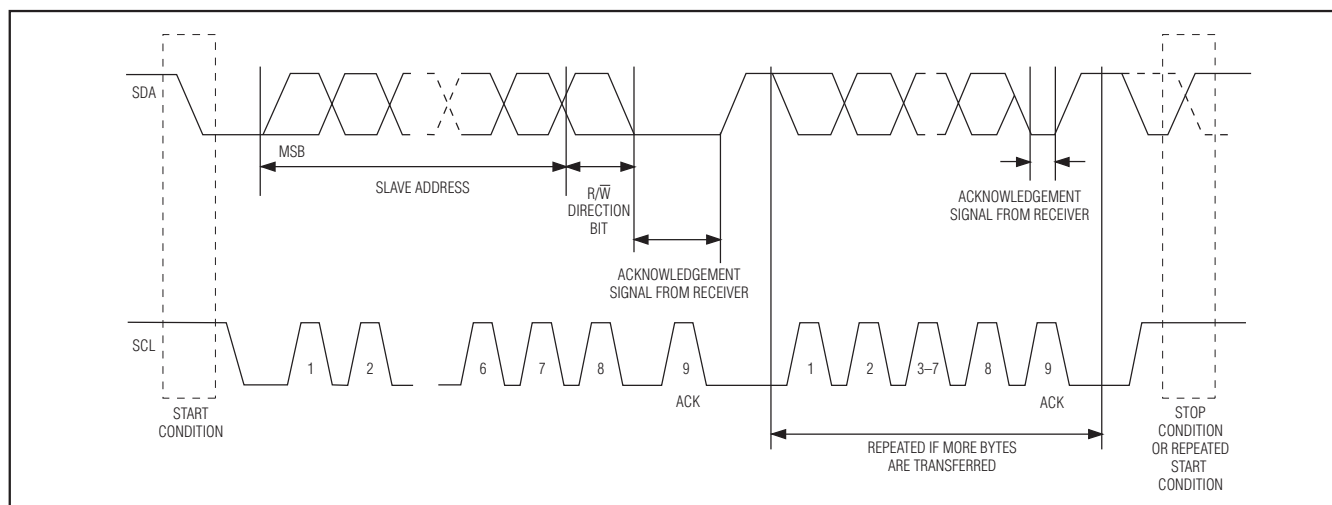 SDA
MSB
SLAVE ADDRESS
R/W̅
DIRECTION
BIT
ACKNOWLEDGEMENT
SIGNAL FROM RECEIVER
ACKNOWLEDGEMENT
SIGNAL FROM RECEIVER
SCL
1 2 6 7 8 9 1 2 3–7 8 9
ACK
ACK
START
CONDITION
REPEATED IF MORE BYTES
ARE TRANSFERRED
STOP
CONDITION
OR REPEATED
START
CONDITION